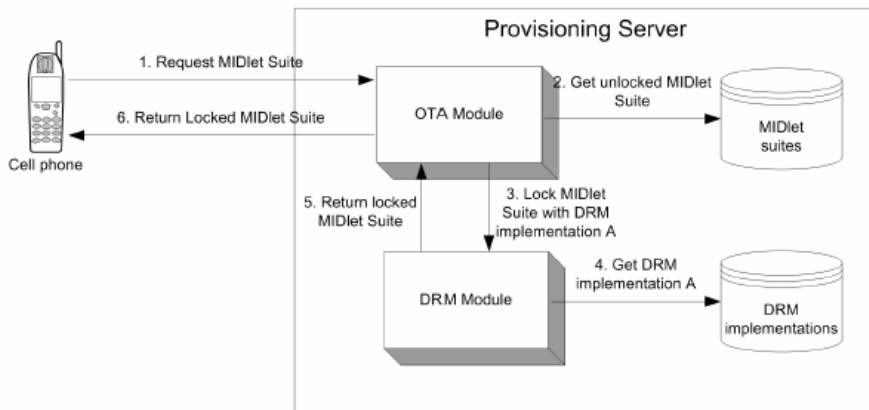 Provisioning Server
1. Request MIDlet Suite
2. Get unlocked MIDlet
Suite
OTA Module
6. Return Locked MIDlet Suite
MIDlet
suites
Cell phone
5. Return locked
MIDlet Suite
3. Lock MIDlet
Suite with DRM
implementation A
4. Get DRM
implementation A
DRM Module
DRM
implementations